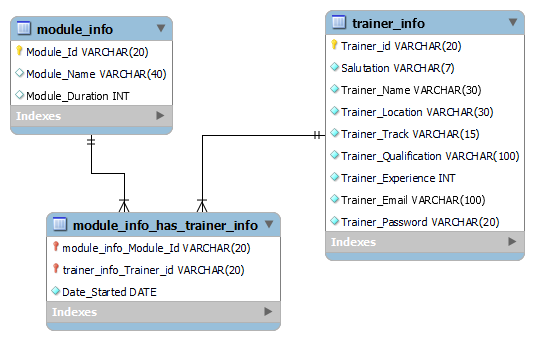 module_info
Module_Id VARCHAR(20)
Module_Name VARCHAR(40)
Module_Duration INT
Indexes
trainer_info
Trainer_id VARCHAR(20)
Salutation VARCHAR(7)
Trainer_Name VARCHAR(30)
Trainer_Location VARCHAR(30)
Trainer_Track VARCHAR(15)
Trainer_Qualification VARCHAR(100)
Trainer_Experience INT
Trainer_Email VARCHAR(100)
Trainer_Password VARCHAR(20)
Indexes
module_info_has_trainer_info
module_info_Module_Id VARCHAR(20)
trainer_info_Trainer_id VARCHAR(20)
Date_Started DATE
Indexes